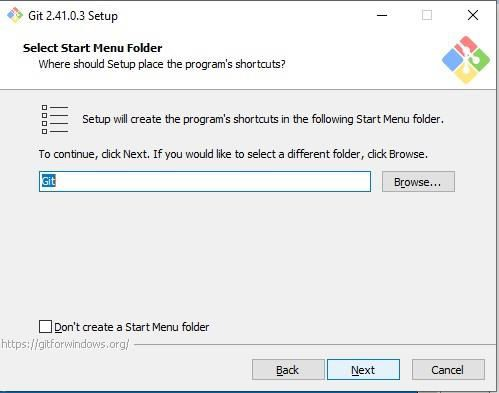 Git 2.41.0.3 Setup
Select Start Menu Folder
Where should Setup place the program's shortcuts?
Setup will create the program's shortcuts in the following Start Menu folder.
To continue, click Next. If you would like to select a different folder, click Browse.
Git
Browse...
Don't create a Start Menu folder
https://gitforwindows.org/
Back
Next
Cancel